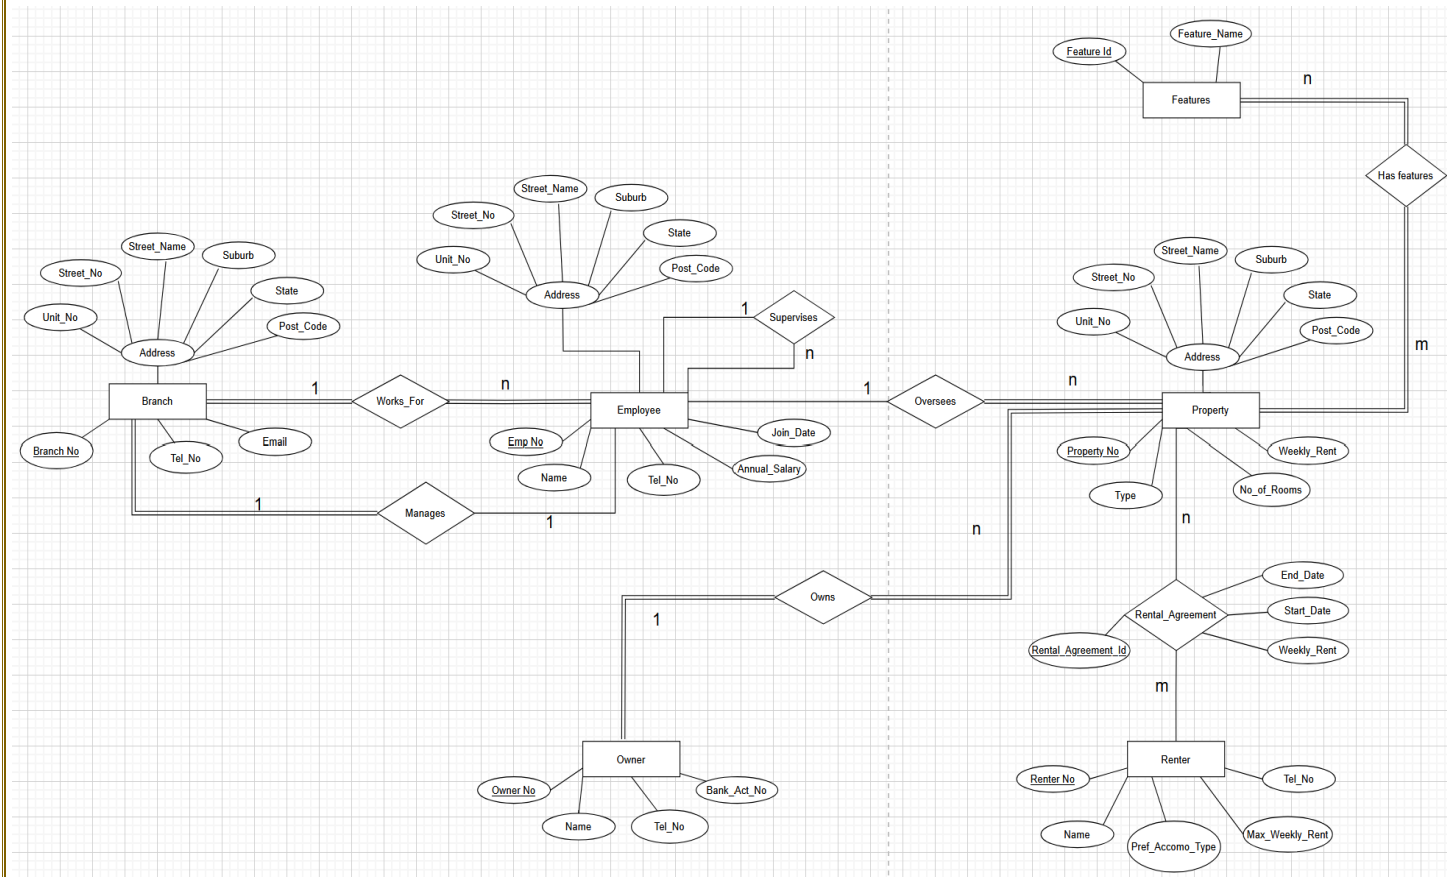 Feature_Name
Feature Id
n
Features
Has features
Street_Name
Suburb
Street_No
State
Unit_No
Post_Code
Address
Street_Name
Suburb
Street_No
State
Unit_No
Post_Code
Address
Street_Name
Suburb
Street_No
State
Unit_No
Post_Code
Address
1
Supervises
n
m
Branch
1
Works_For
n
Employee
1
Oversees
n
Property
Branch No
Tel_No
Email
Emp No
Name
Tel_No
Annual_Salary
Join_Date
Property No
Type
No_of_Rooms
Weekly_Rent
1
Manages
1
n
n
Owns
1
End_Date
Start_Date
Weekly_Rent
Rental_Agreement
Rental_Agreement_Id
m
Owner
Owner No
Name
Tel_No
Bank_Act_No
Renter
Renter No
Name
Pref_Accomo_Type
Max_Weekly_Rent
Tel_No